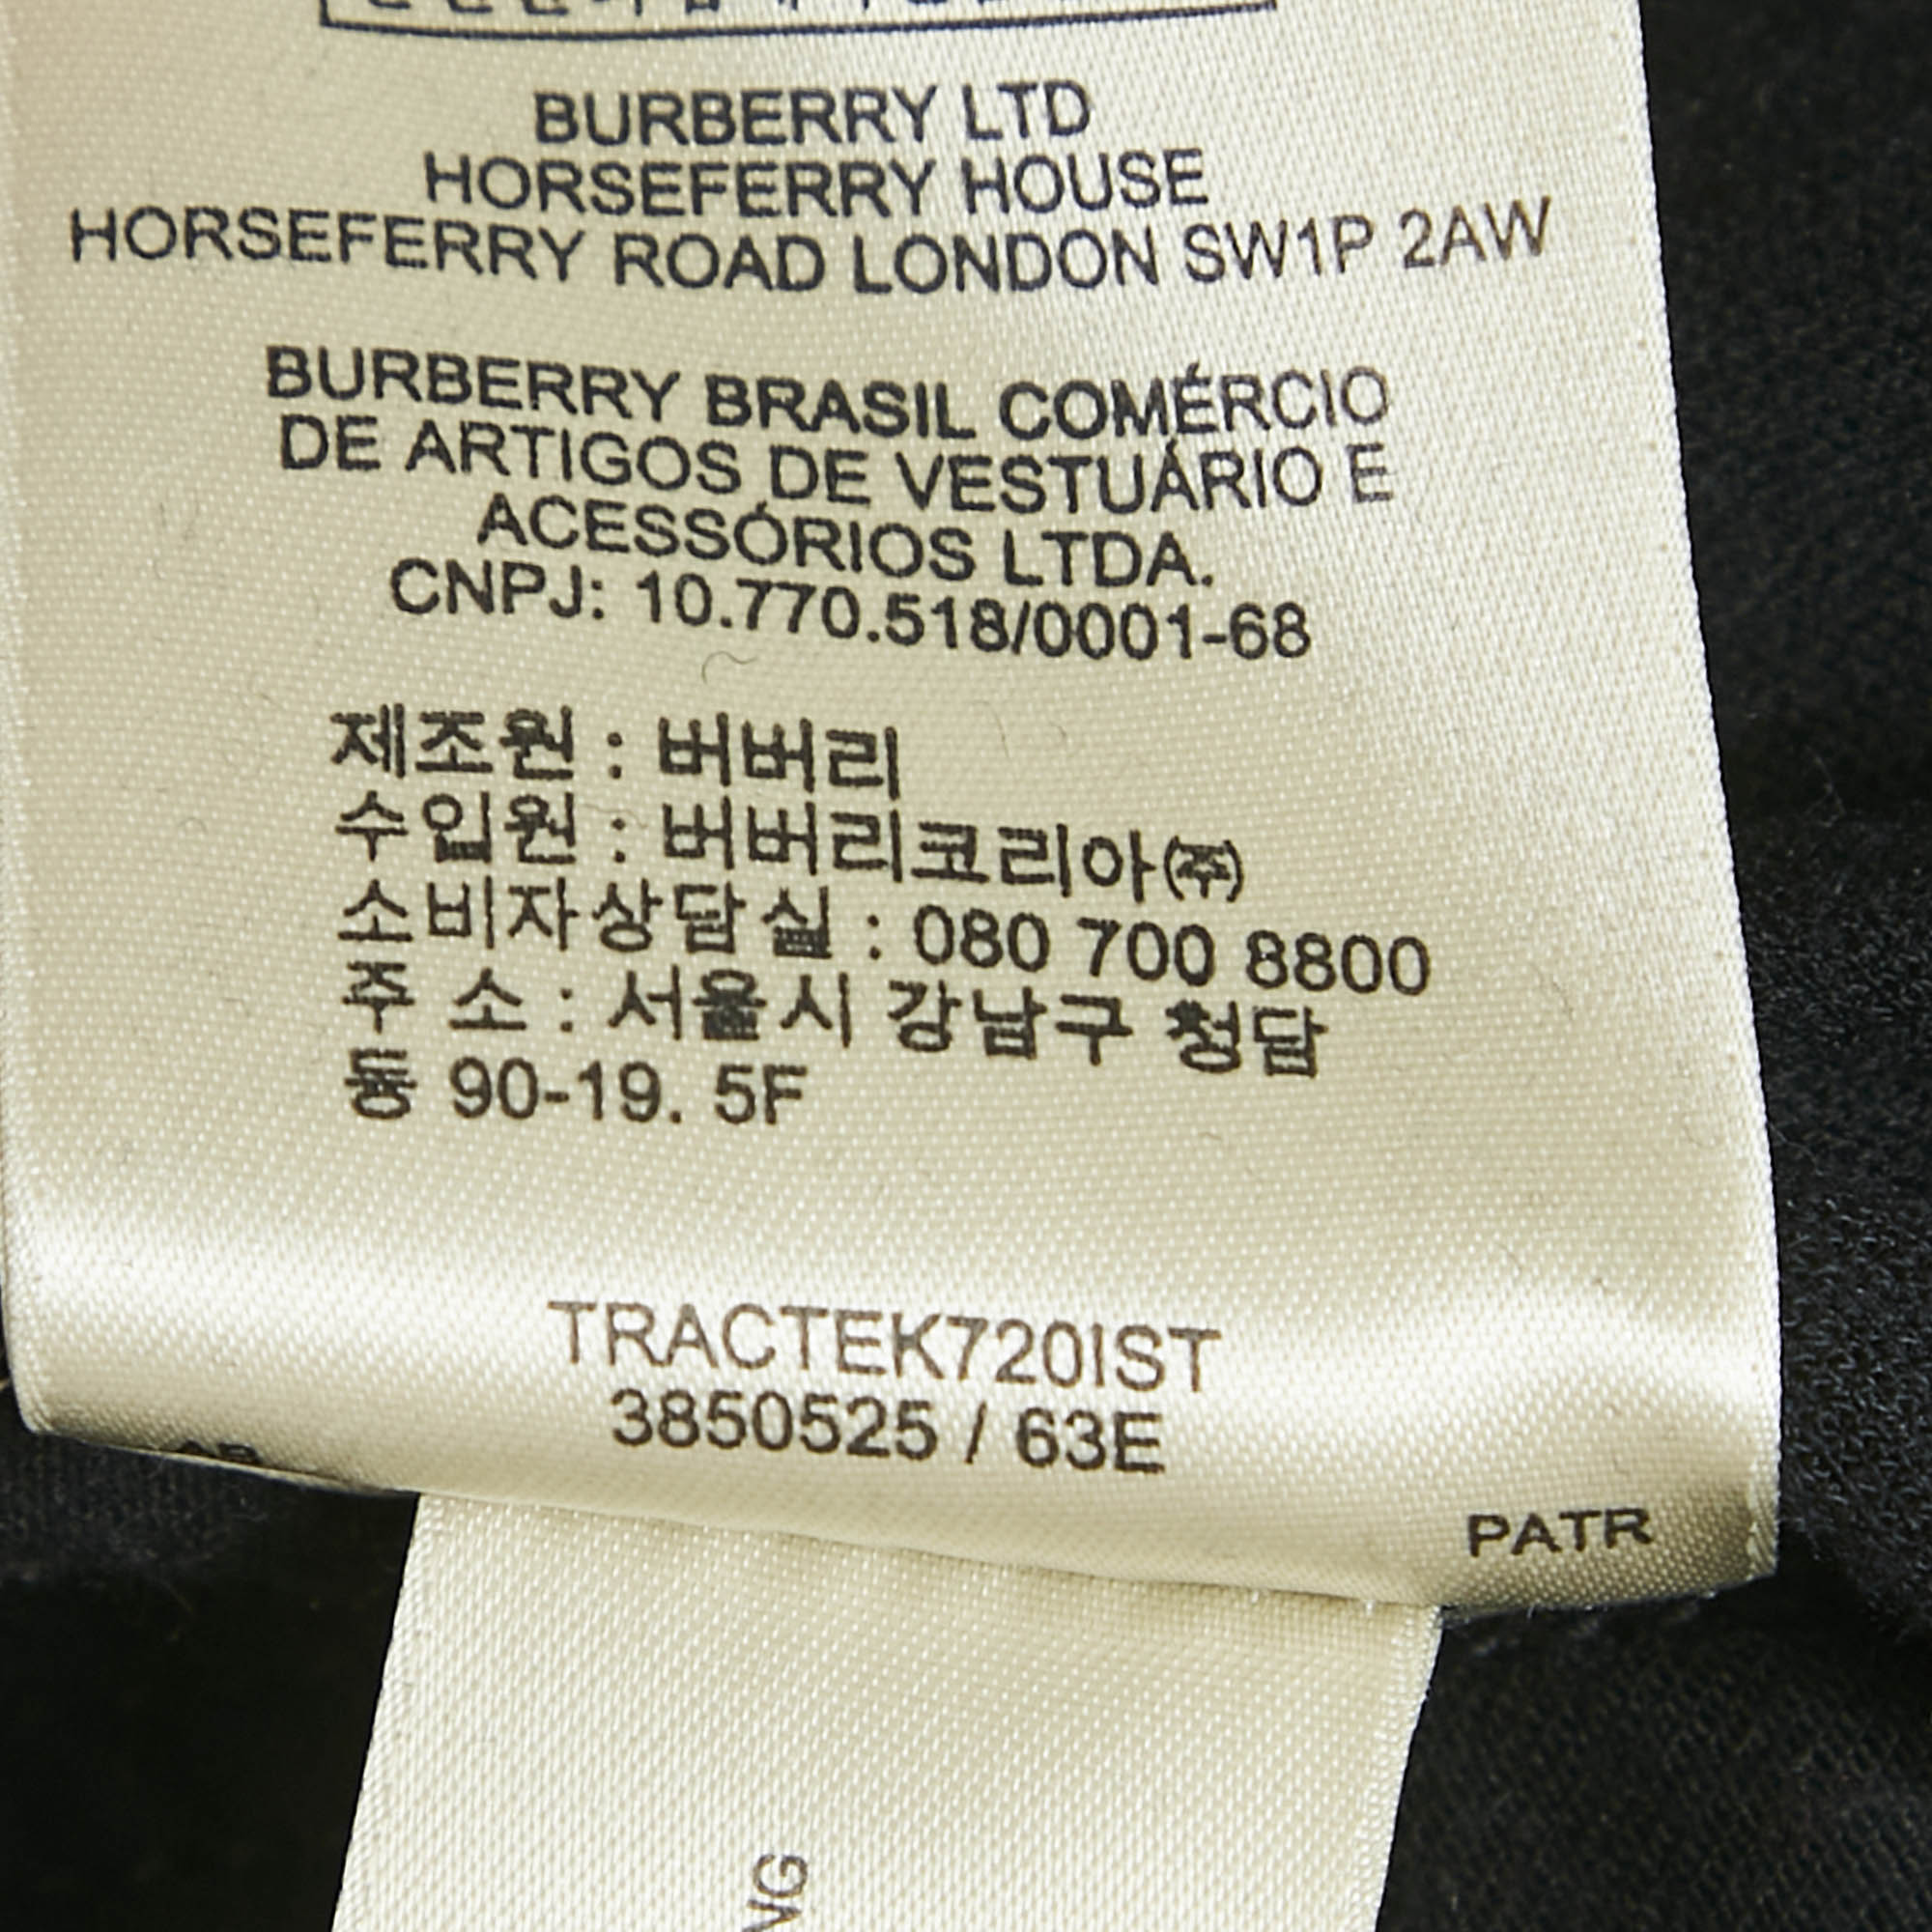 BURBERRY LTD
HORSEFERRY HOUSE
HORSEFERRY ROAD LONDON SW1P 2AW
BURBERRY BRASIL COMÉRCIO
DE ARTIGOS DE VESTUÁRIO E
ACESSÓRIOS LTDA.
CNPJ: 10.770.518/0001-68
제조원 : 버버리
수입원 : 버버리코리아㈜
소비자상담실 : 080 700 8800
주 소 : 서울시 강남구 청담
동 90-19. 5F
TRACTEK720IST
3850525 / 63E
PATR